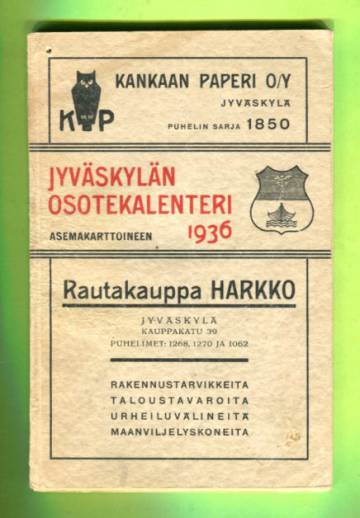 KANKAAN PAPERI O/Y
JYVÄSKYLÄ
PUHELIN SARJA 1850
K P
JYVÄSKYLÄN
OSOTEKALENTERI
ASEMAKARTTOINEEN 1936
Rautakauppa HARKKO
JYVÄSKYLÄ
KAUPPAKATU 39
PUHELIMET: 1268, 1270 JA 1062
RAKENNUSTARVIKKEITA
TALOUSTAVAROITA
URHEILUVÄLINEITÄ
MAANVILJELYSKONEITA